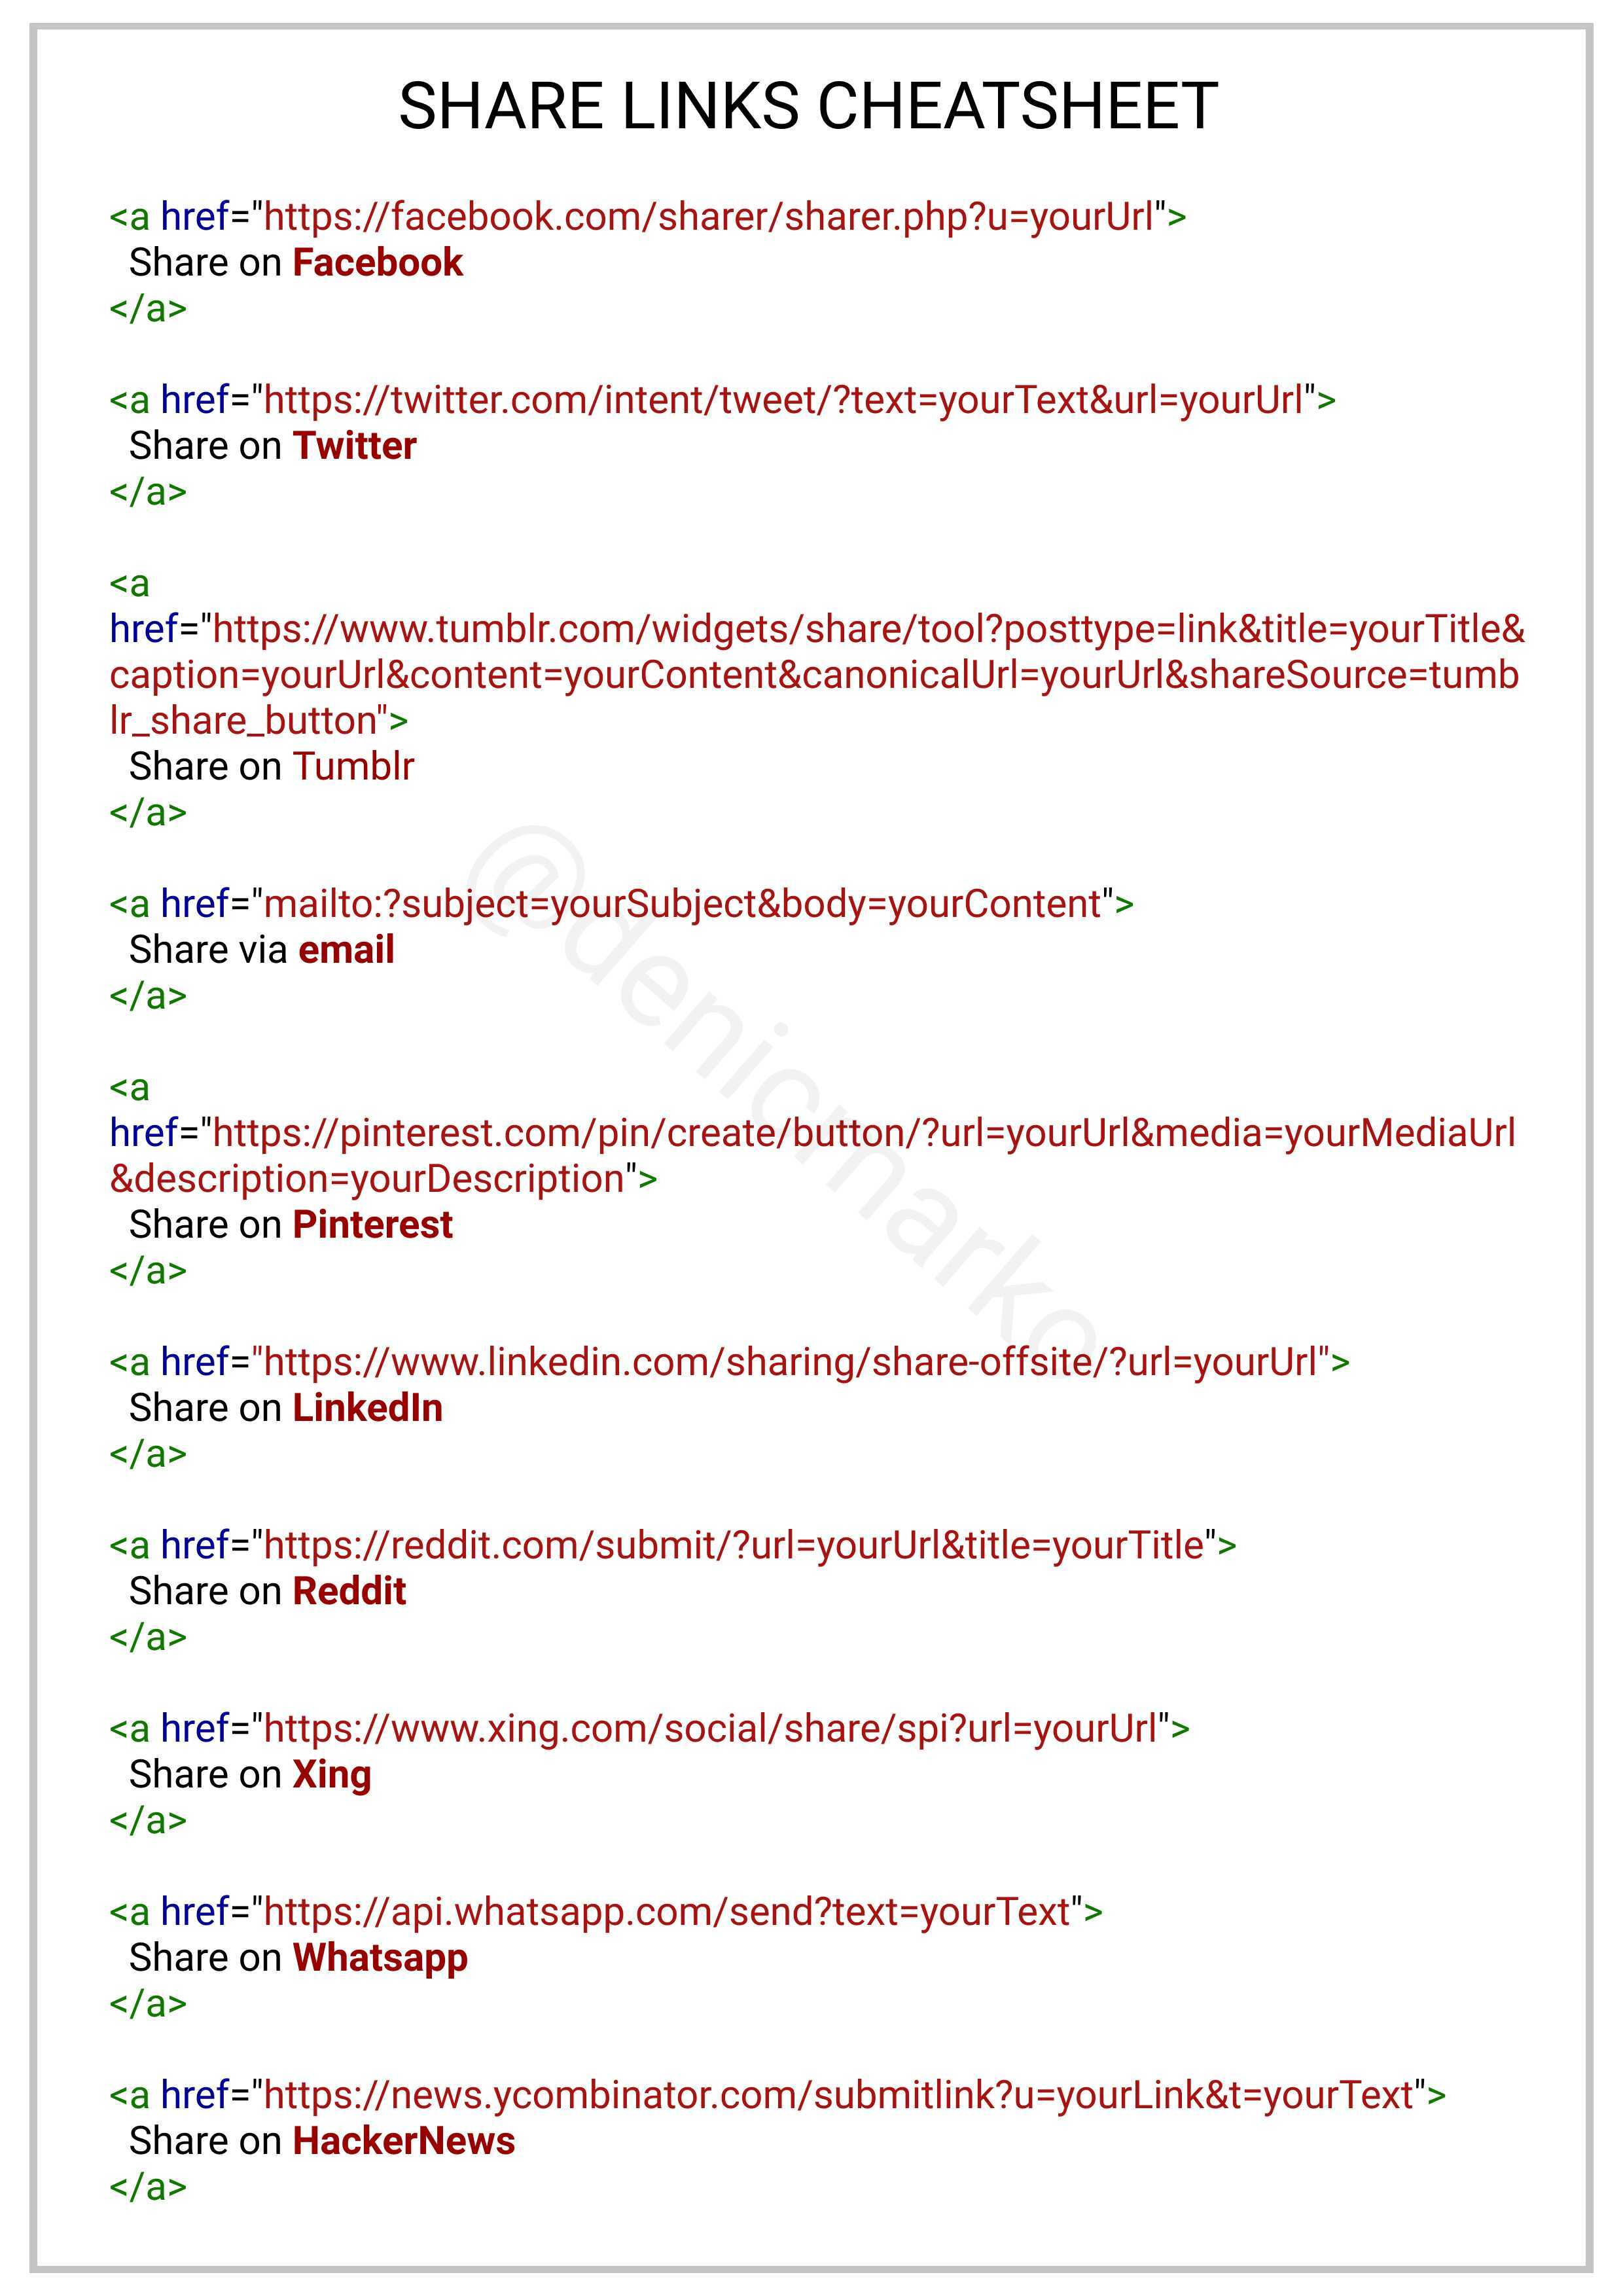 SHARE LINKS CHEATSHEET
<a href="https://facebook.com/sharer/sharer.php?u=yourUrl">
Share on Facebook
</a>
<a href="https://twitter.com/intent/tweet/?text=yourText&url=yourUrl">
Share on Twitter
</a>
<a
href="https://www.tumblr.com/widgets/share/tool?posttype=link&title=yourTitle&
caption=yourUrl&content=yourContent&canonicalUrl=yourUrl&shareSource=tumb
lr_share_button">
Share on Tumblr
</a>
<a href="mailto:?subject=yourSubject&body=yourContent">
Share via email
</a>
<a
href="https://pinterest.com/pin/create/button/?url=yourUrl&media=yourMediaUrl
&description=yourDescription">
Share on Pinterest
</a>
<a href="https://www.linkedin.com/sharing/share-offsite/?url=yourUrl">
Share on LinkedIn
</a>
<a href="https://reddit.com/submit/?url=yourUrl&title=yourTitle">
Share on Reddit
</a>
<a href="https://www.xing.com/social/share/spi?url=yourUrl">
Share on Xing
</a>
<a href="https://api.whatsapp.com/send?text=yourText">
Share on Whatsapp
</a>
<a href="https://news.ycombinator.com/submitlink?u=yourLink&t=yourText">
Share on HackerNews
</a>
@denicmarko